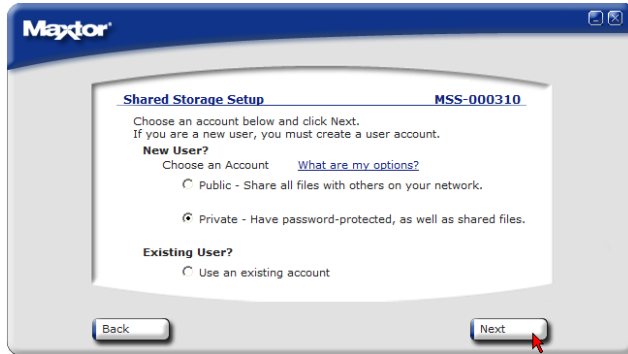 Maxtor
Shared Storage Setup MSS-000310
Choose an account below and click Next.
If you are a new user, you must create a user account.
New User?
Choose an Account What are my options?
Public - Share all files with others on your network.
Private - Have password-protected, as well as shared files.
Existing User?
Use an existing account
Back Next